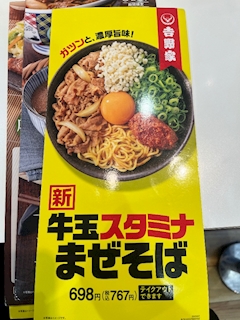 ガツンと、濃厚旨味！
吉野家
新
牛玉スタミナ
まぜそば
698円(税込767円)
テイクアウト
できます